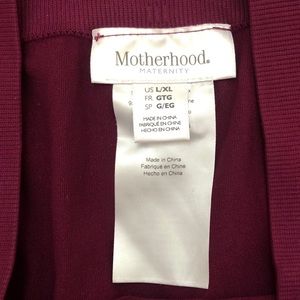 Motherhood®
MATERNITY
US L/XL
FR GTG
SP G/EG
MADE IN CHINA
FABRIQUÉ EN CHINE
HECHO EN CHINA
Made in China
Fabriqué en Chine
Hecho en China